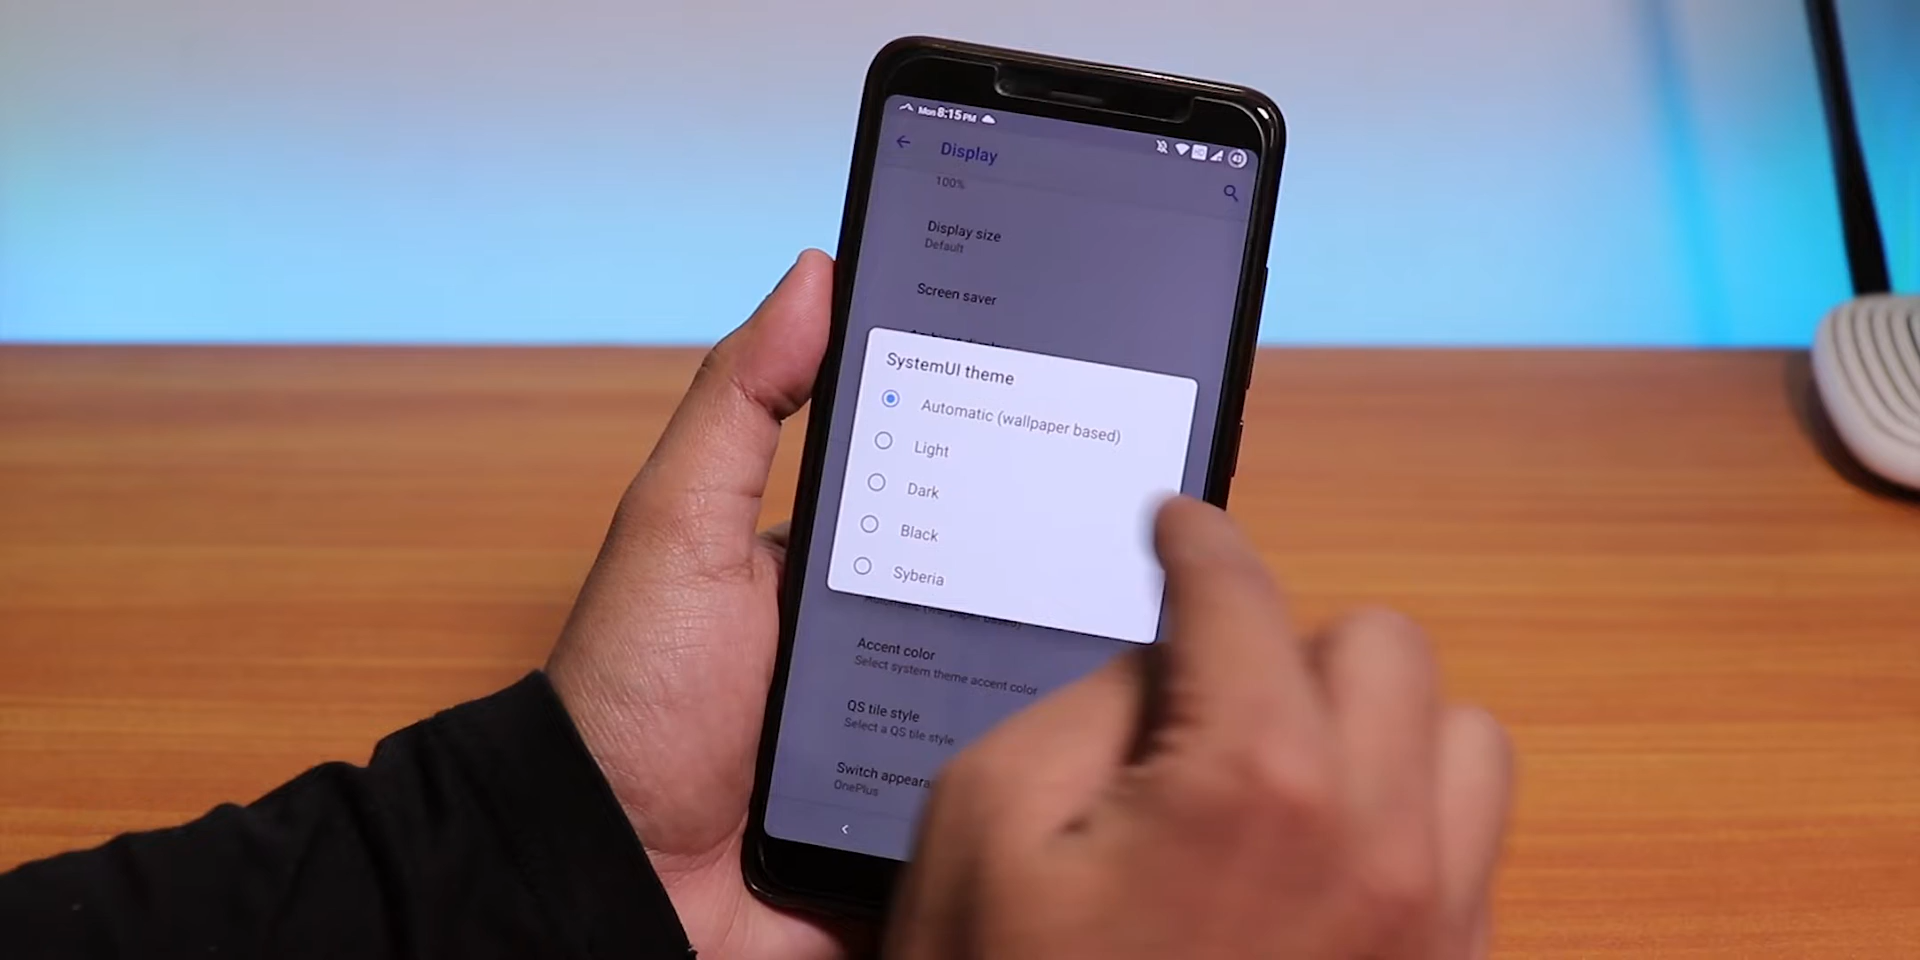 Mon 8:15 PM
43
Display
100%
Display size
Default
Screen saver
SystemUI theme
Automatic (wallpaper based)
Light
Dark
Black
Syberia
Accent color
Select system theme accent color
QS tile style
Select a QS tile style
Switch
OnePlus